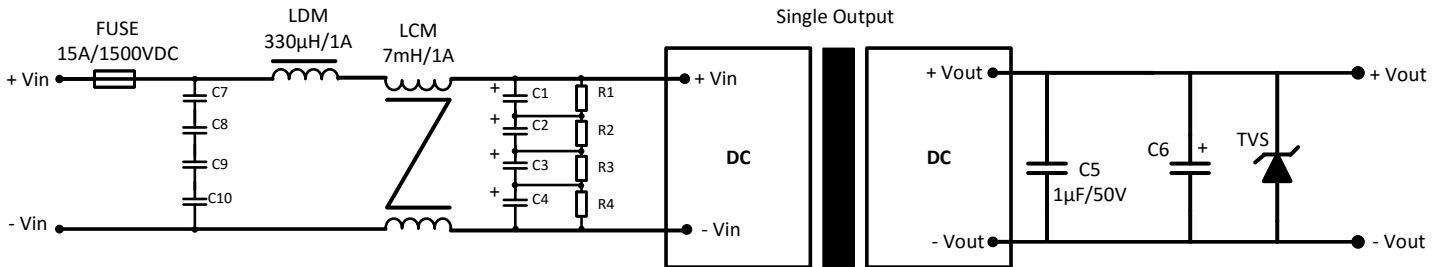 Single Output
FUSE
15A/1500VDC
LDM
330µH/1A
LCM
7mH/1A
+ Vin
C7
C8
C9
C10
- Vin
+
C1
R1
+
C2
R2
+
C3
R3
+
C4
R4
+ Vin
DC
- Vin
+ Vout
DC
- Vout
C5
1µF/50V
C6
+
TVS
+ Vout
- Vout